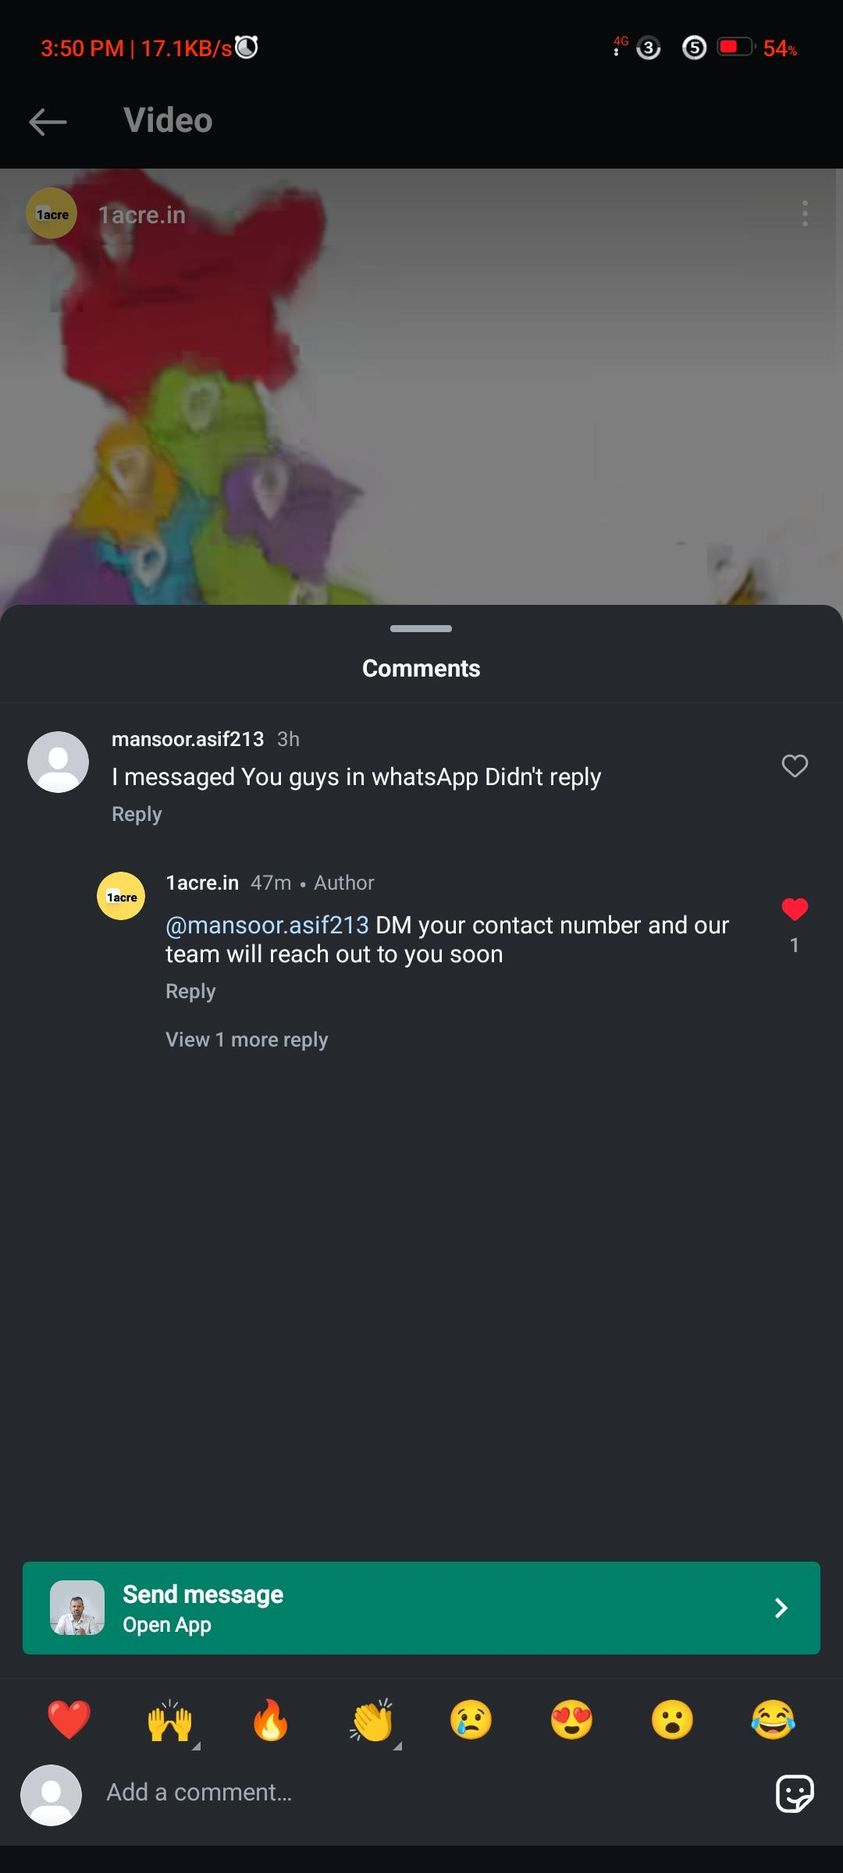 3:50 PM | 17.1KB/s
4G
3
5
54%
Video
1acre
1acre.in
Comments
mansoor.asif213 3h
I messaged You guys in whatsApp Didn't reply
Reply
1acre
1acre.in 47m • Author
@mansoor.asif213 DM your contact number and our
team will reach out to you soon
1
Reply
View 1 more reply
Send message
Open App
Add a comment...